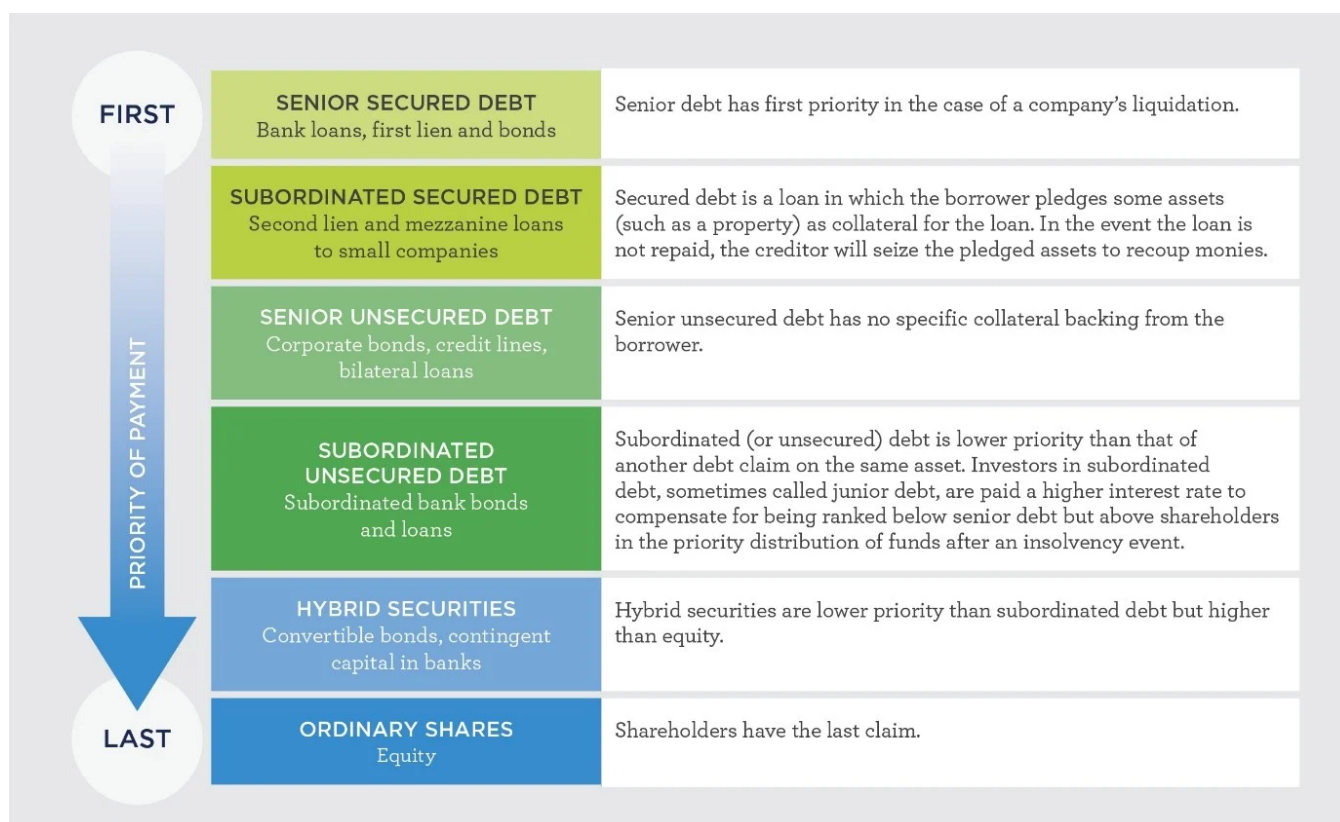 FIRST
SENIOR SECURED DEBT
Bank loans, first lien and bonds
Senior debt has first priority in the case of a company's liquidation.
SUBORDINATED SECURED DEBT
Second lien and mezzanine loans
to small companies
Secured debt is a loan in which the borrower pledges some assets
(such as a property) as collateral for the loan. In the event the loan is
not repaid, the creditor will seize the pledged assets to recoup monies.
SENIOR UNSECURED DEBT
Corporate bonds, credit lines,
bilateral loans
Senior unsecured debt has no specific collateral backing from the
borrower.
PRIORITY OF PAYMENT
SUBORDINATED
UNSECURED DEBT
Subordinated bank bonds
and loans
Subordinated (or unsecured) debt is lower priority than that of
another debt claim on the same asset. Investors in subordinated
debt, sometimes called junior debt, are paid a higher interest rate to
compensate for being ranked below senior debt but above shareholders
in the priority distribution of funds after an insolvency event.
HYBRID SECURITIES
Convertible bonds, contingent
capital in banks
Hybrid securities are lower priority than subordinated debt but higher
than equity.
LAST
ORDINARY SHARES
Equity
Shareholders have the last claim.